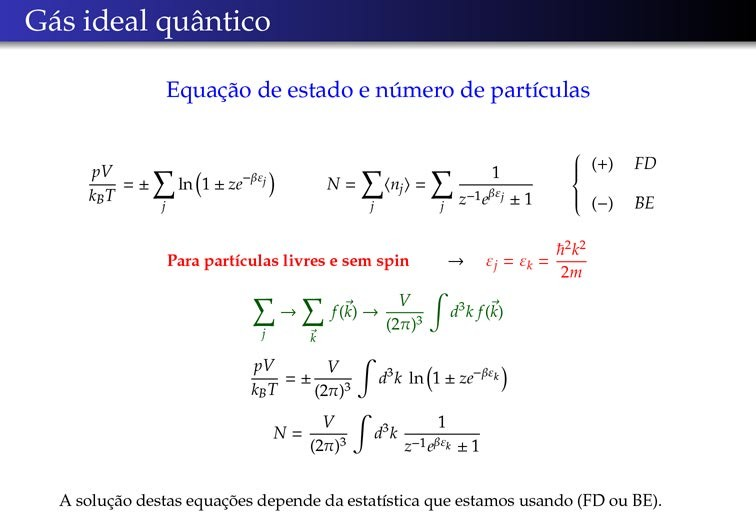 Gás ideal quântico
Equação de estado e número de partículas
pV/(k_B T) = ± ∑_j ln(1 ± ze^{−βε_j})   N = ∑_j ⟨n_j⟩ = ∑_j 1/(z^{−1}e^{βε_j} ± 1)   { (+) FD
(−) BE
Para partículas livres e sem spin → ε_j = ε_k = ħ²k²/2m
∑_j → ∑_{k⃗} f(k⃗) → V/(2π)³ ∫ d³k f(k⃗)
pV/(k_B T) = ± V/(2π)³ ∫ d³k ln(1 ± ze^{−βε_k})
N = V/(2π)³ ∫ d³k 1/(z^{−1}e^{βε_k} ± 1)
A solução destas equações depende da estatística que estamos usando (FD ou BE).